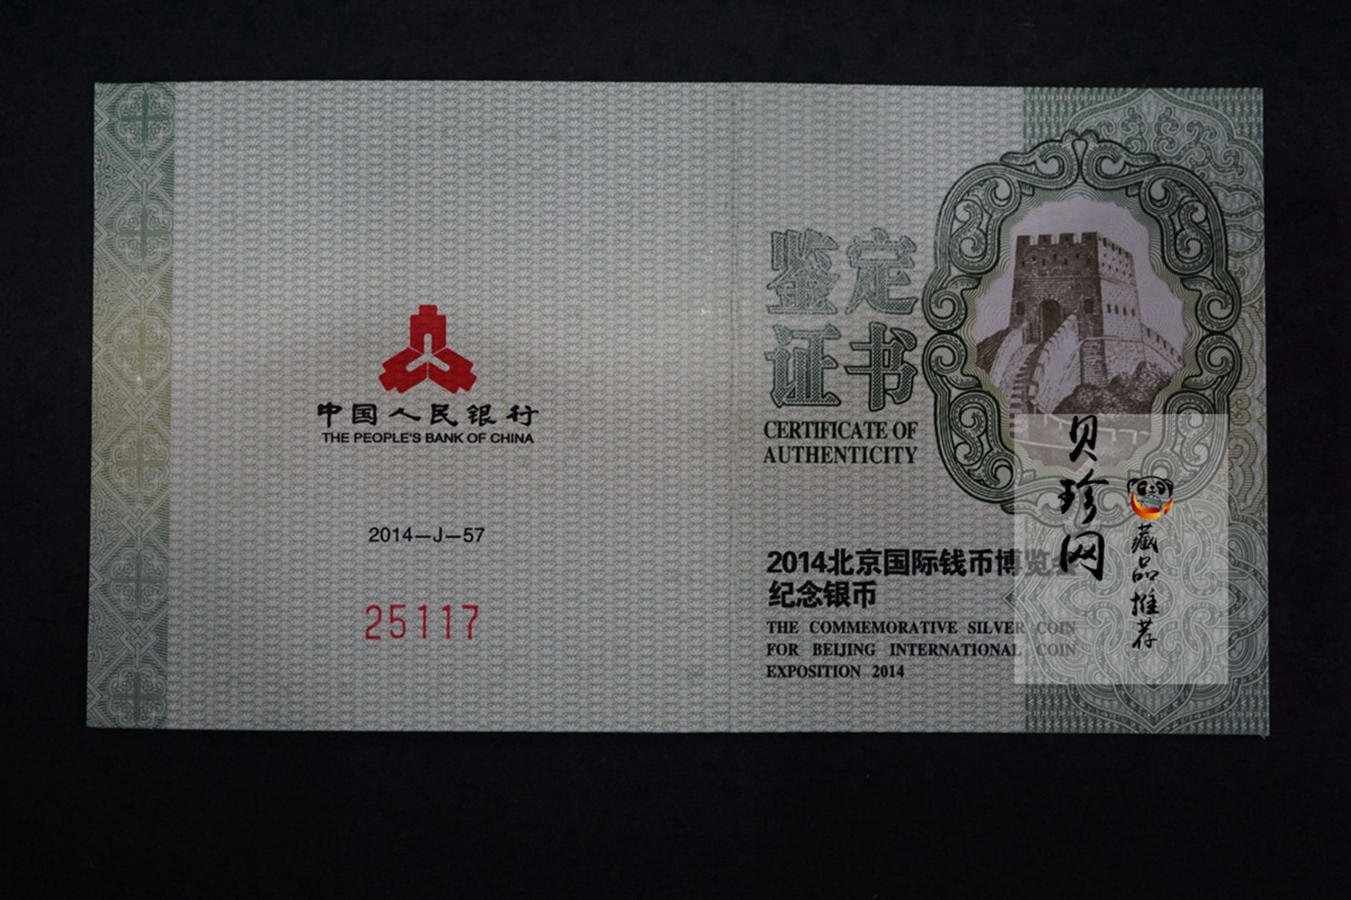 中国人民银行
THE PEOPLE'S BANK OF CHINA
2014—J—57
25117
鉴定
证书
CERTIFICATE OF
AUTHENTICITY
2014北京国际钱币博览会
纪念银币
THE COMMEMORATIVE SILVER COIN
FOR BEIJING INTERNATIONAL COIN
EXPOSITION 2014
贝珍网
藏品推荐